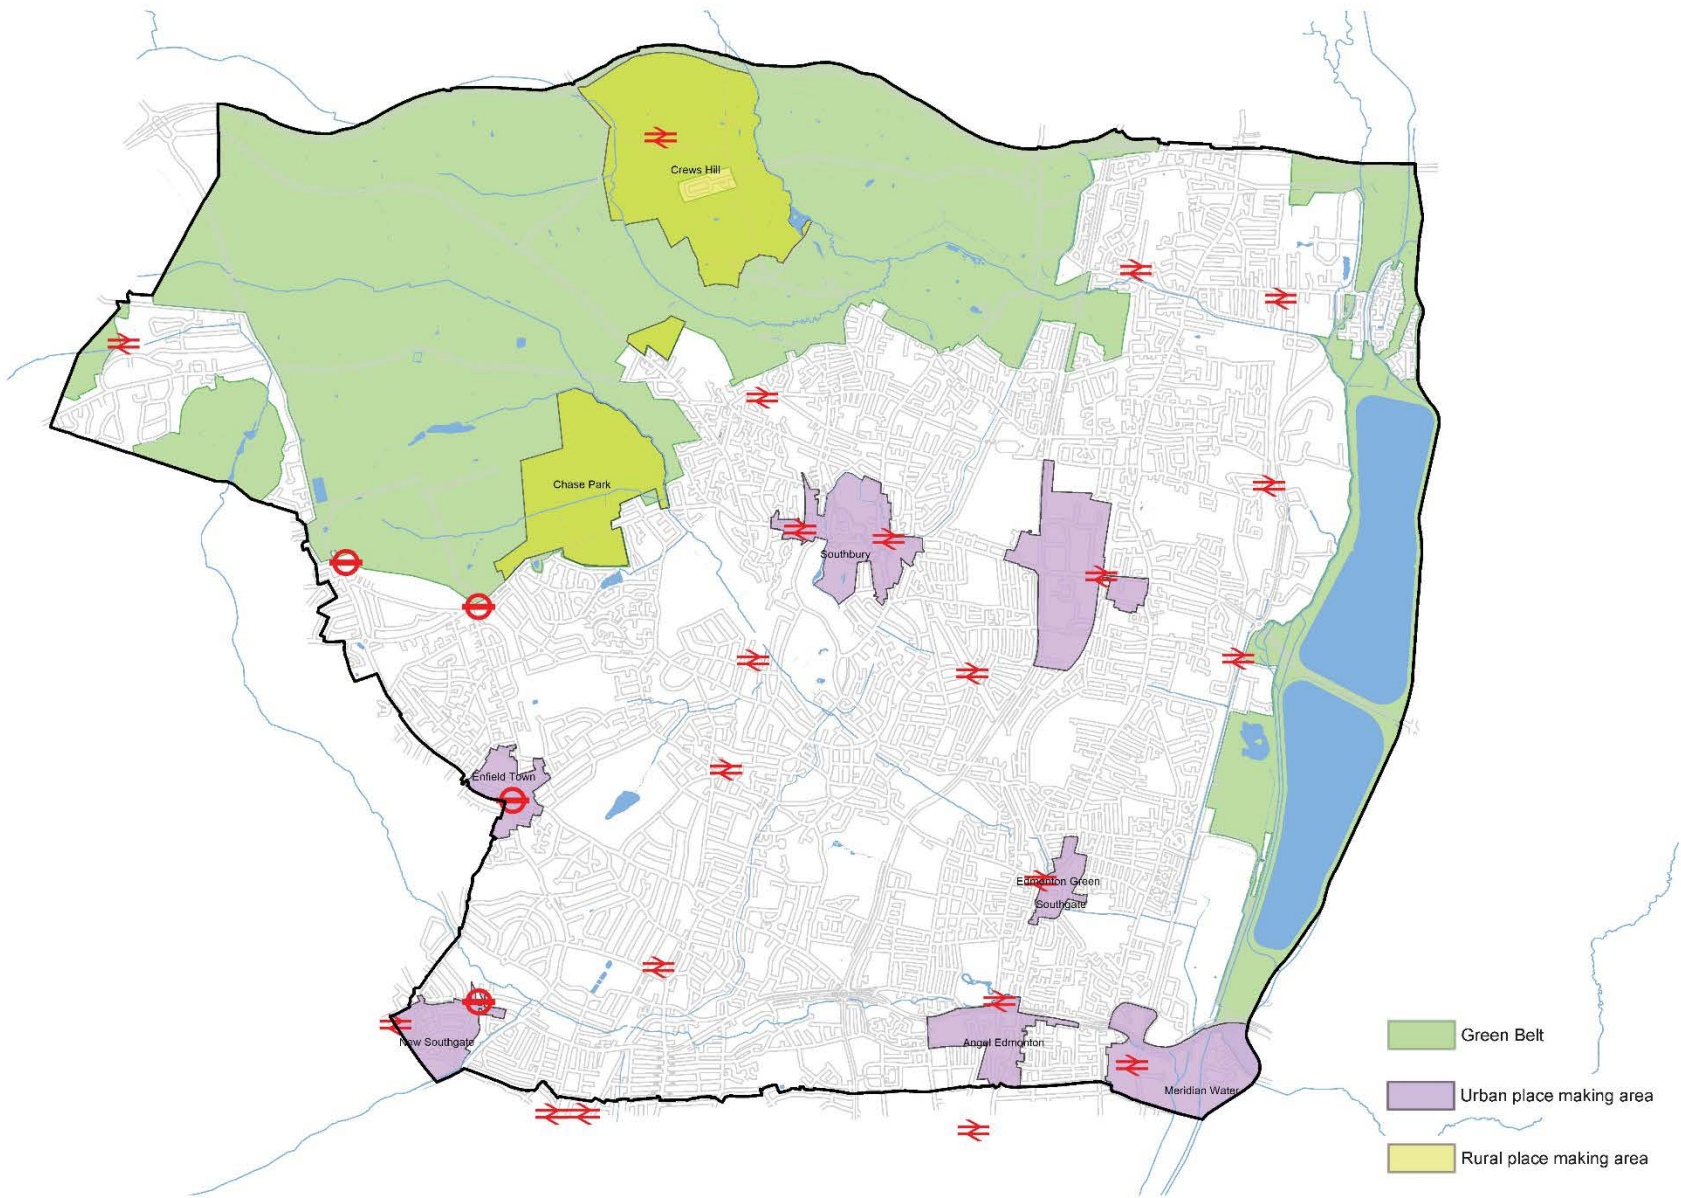 Crews Hill
Chase Park
Southbury
Enfield Town
Edmonton Green
Southgate
New Southgate
Angel Edmonton
Meridian Water
Green Belt
Urban place making area
Rural place making area